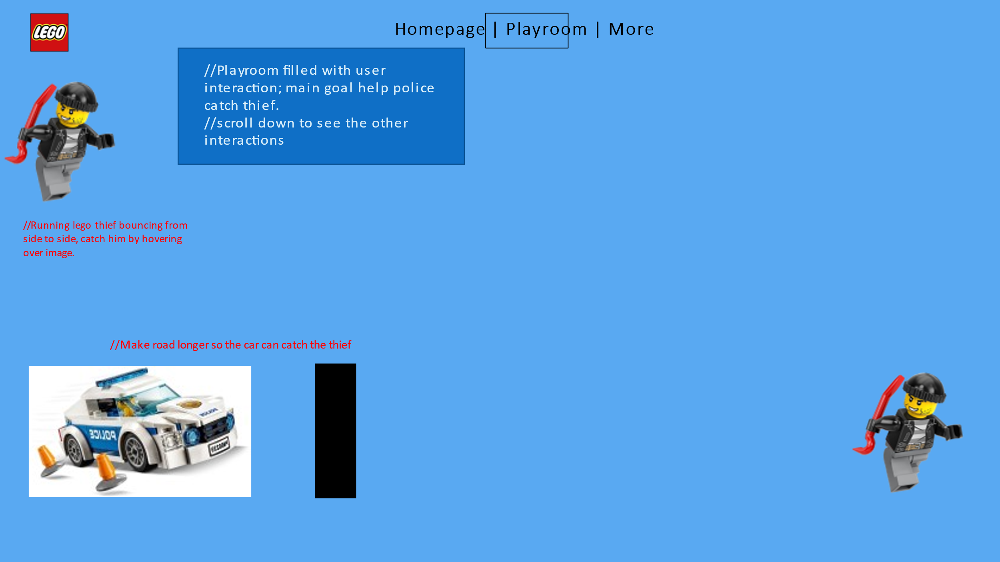 LEGO
Homepage | Playroom | More
//Playroom filled with user
interaction; main goal help police
catch thief.
//scroll down to see the other
interactions
//Running lego thief bouncing from
side to side, catch him by hovering
over image.
//Make road longer so the car can catch the thief
POLICE
POLICE